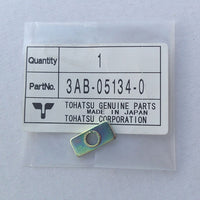 Quantity 1
PartNo. 3AB-05134-0
TOHATSU GENUINE PARTS
MADE IN JAPAN
TOHATSU CORPORATION